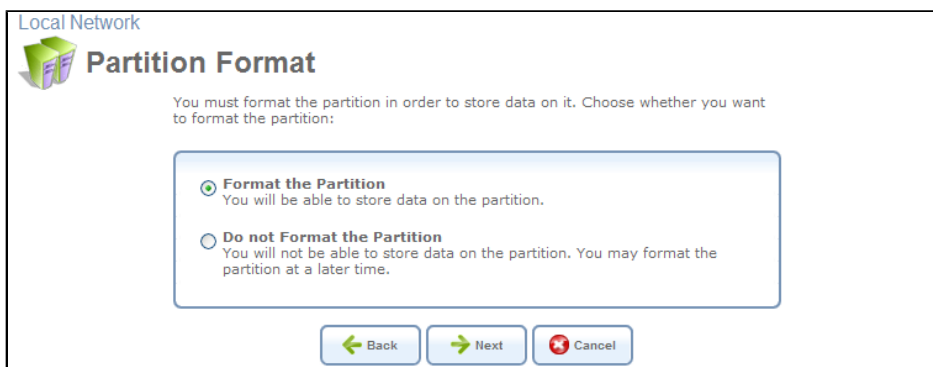 Local Network
Partition Format
You must format the partition in order to store data on it. Choose whether you want
to format the partition:
Format the Partition
You will be able to store data on the partition.
Do not Format the Partition
You will not be able to store data on the partition. You may format the
partition at a later time.
Back Next Cancel